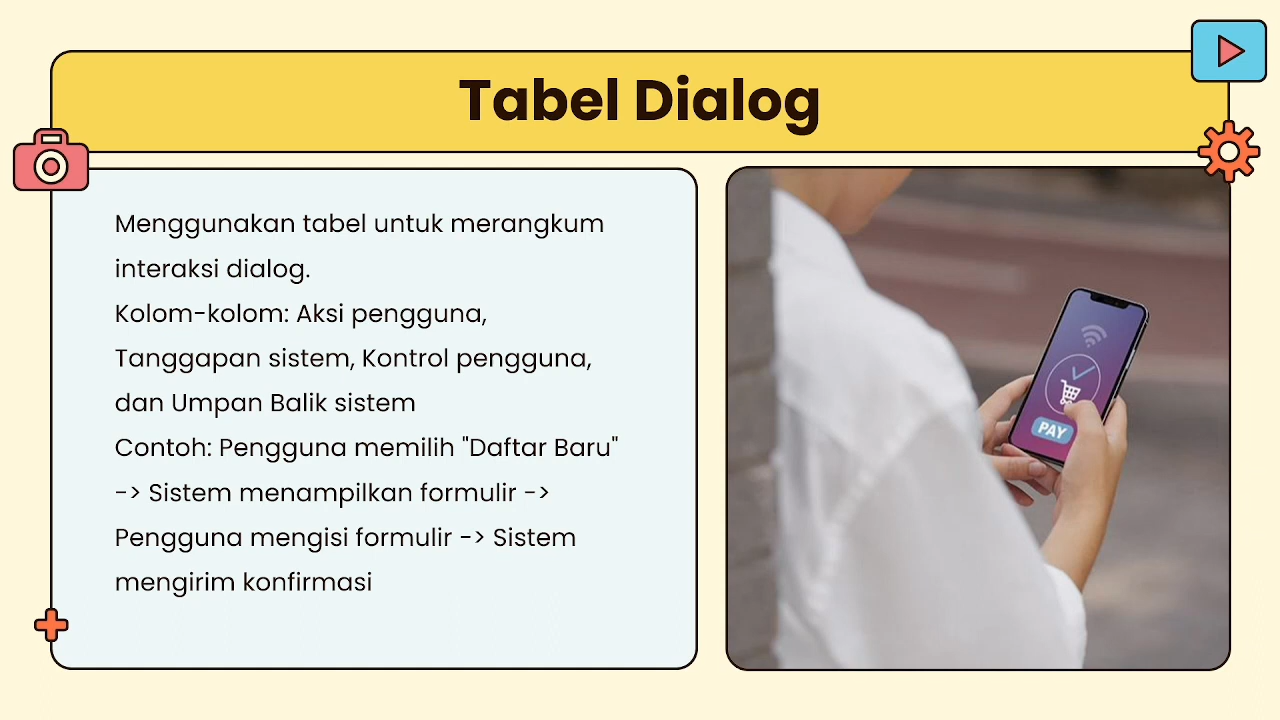 Tabel Dialog
Menggunakan tabel untuk merangkum
interaksi dialog.
Kolom-kolom: Aksi pengguna,
Tanggapan sistem, Kontrol pengguna,
dan Umpan Balik sistem
Contoh: Pengguna memilih "Daftar Baru"
-> Sistem menampilkan formulir ->
Pengguna mengisi formulir -> Sistem
mengirim konfirmasi
PAY